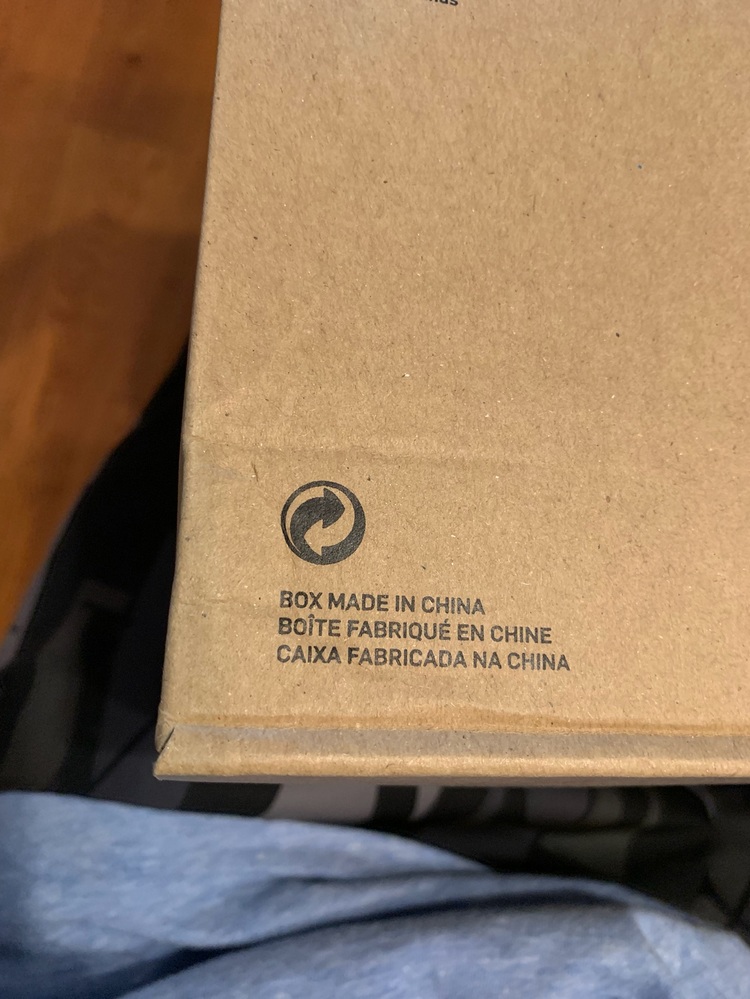 BOX MADE IN CHINA
BOÎTE FABRIQUÉ EN CHINE
CAIXA FABRICADA NA CHINA